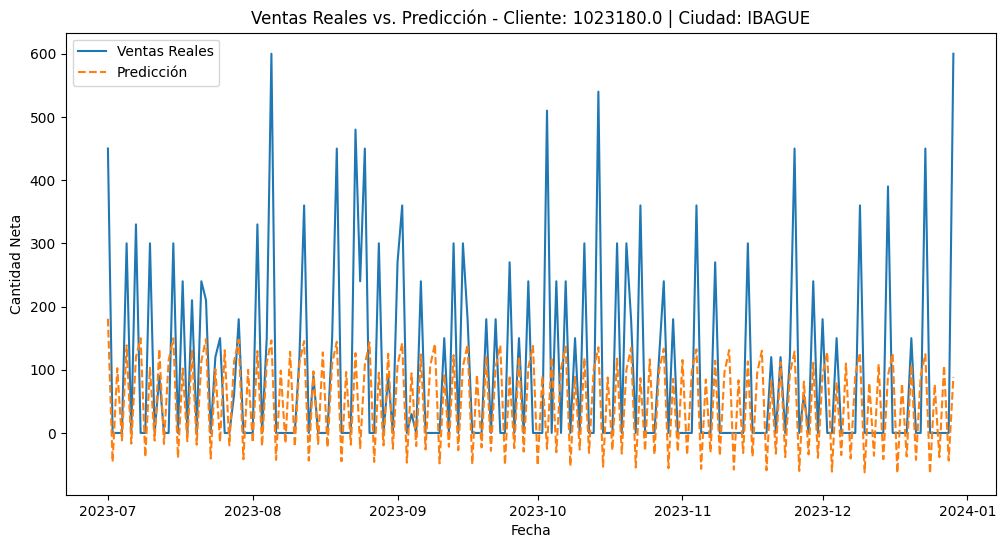 Ventas Reales vs. Predicción - Cliente: 1023180.0 | Ciudad: IBAGUE
Ventas Reales
Predicción
Cantidad Neta
600
500
400
300
200
100
0
2023-07
2023-08
2023-09
2023-10
2023-11
2023-12
2024-01
Fecha